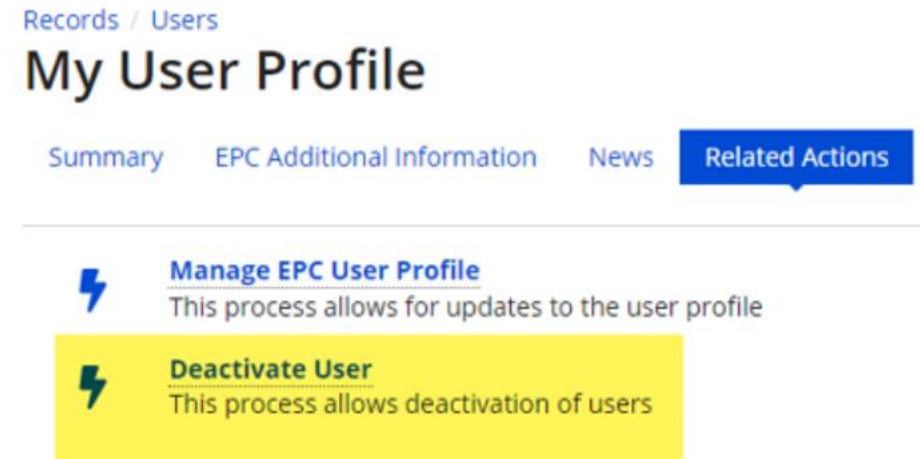 Records / Users
My User Profile
Summary EPC Additional Information News Related Actions
Manage EPC User Profile
This process allows for updates to the user profile
Deactivate User
This process allows deactivation of users